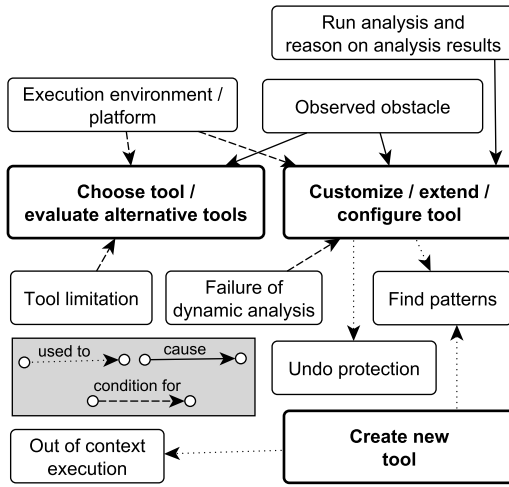 Run analysis and
reason on analysis results
Execution environment /
platform
Observed obstacle
Choose tool /
evaluate alternative tools
Customize / extend /
configure tool
Tool limitation
Failure of
dynamic analysis
Find patterns
used to
cause
condition for
Undo protection
Out of context
execution
Create new
tool